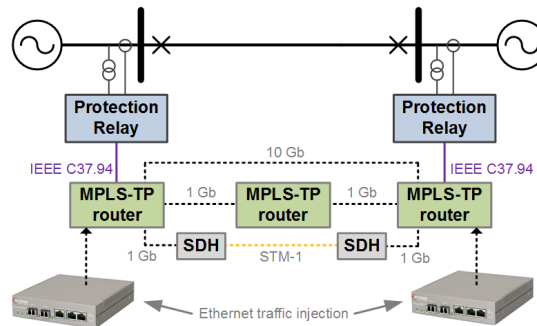 Protection
Relay
Protection
Relay
IEEE C37.94
10 Gb
IEEE C37.94
MPLS-TP
router
1 Gb
MPLS-TP
router
1 Gb
MPLS-TP
router
1 Gb
SDH
STM-1
SDH
1 Gb
Ethernet traffic injection